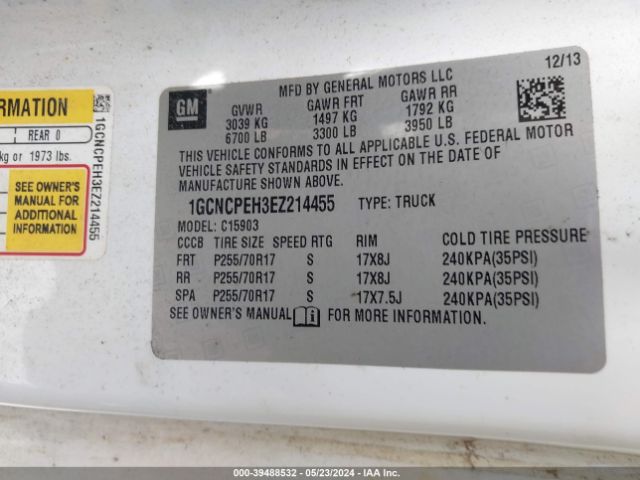 12/13
MFD BY GENERAL MOTORS LLC
GM
GVWR GAWR FRT GAWR RR
3039 KG 1497 KG 1792 KG
6700 LB 3300 LB 3950 LB
THIS VEHICLE CONFORMS TO ALL APPLICABLE U.S. FEDERAL MOTOR
VEHICLE SAFETY STANDARDS IN EFFECT ON THE DATE OF
MANUFACTURE SHOWN ABOVE.
1GCNCPEH3EZ214455 TYPE: TRUCK
MODEL: C15903
CCCB TIRE SIZE SPEED RTG RIM COLD TIRE PRESSURE
FRT P255/70R17 S 17X8J 240KPA(35PSI)
RR P255/70R17 S 17X8J 240KPA(35PSI)
SPA P255/70R17 S 17X7.5J 240KPA(35PSI)
SEE OWNER'S MANUAL FOR MORE INFORMATION.
REAR 0
kg or 1973 lbs.
SEE OWNER'S
MANUAL FOR
ADDITIONAL
INFORMATION
1GCNCPEH3EZ214455
000-39488532 - 05/23/2024 - IAA Inc.